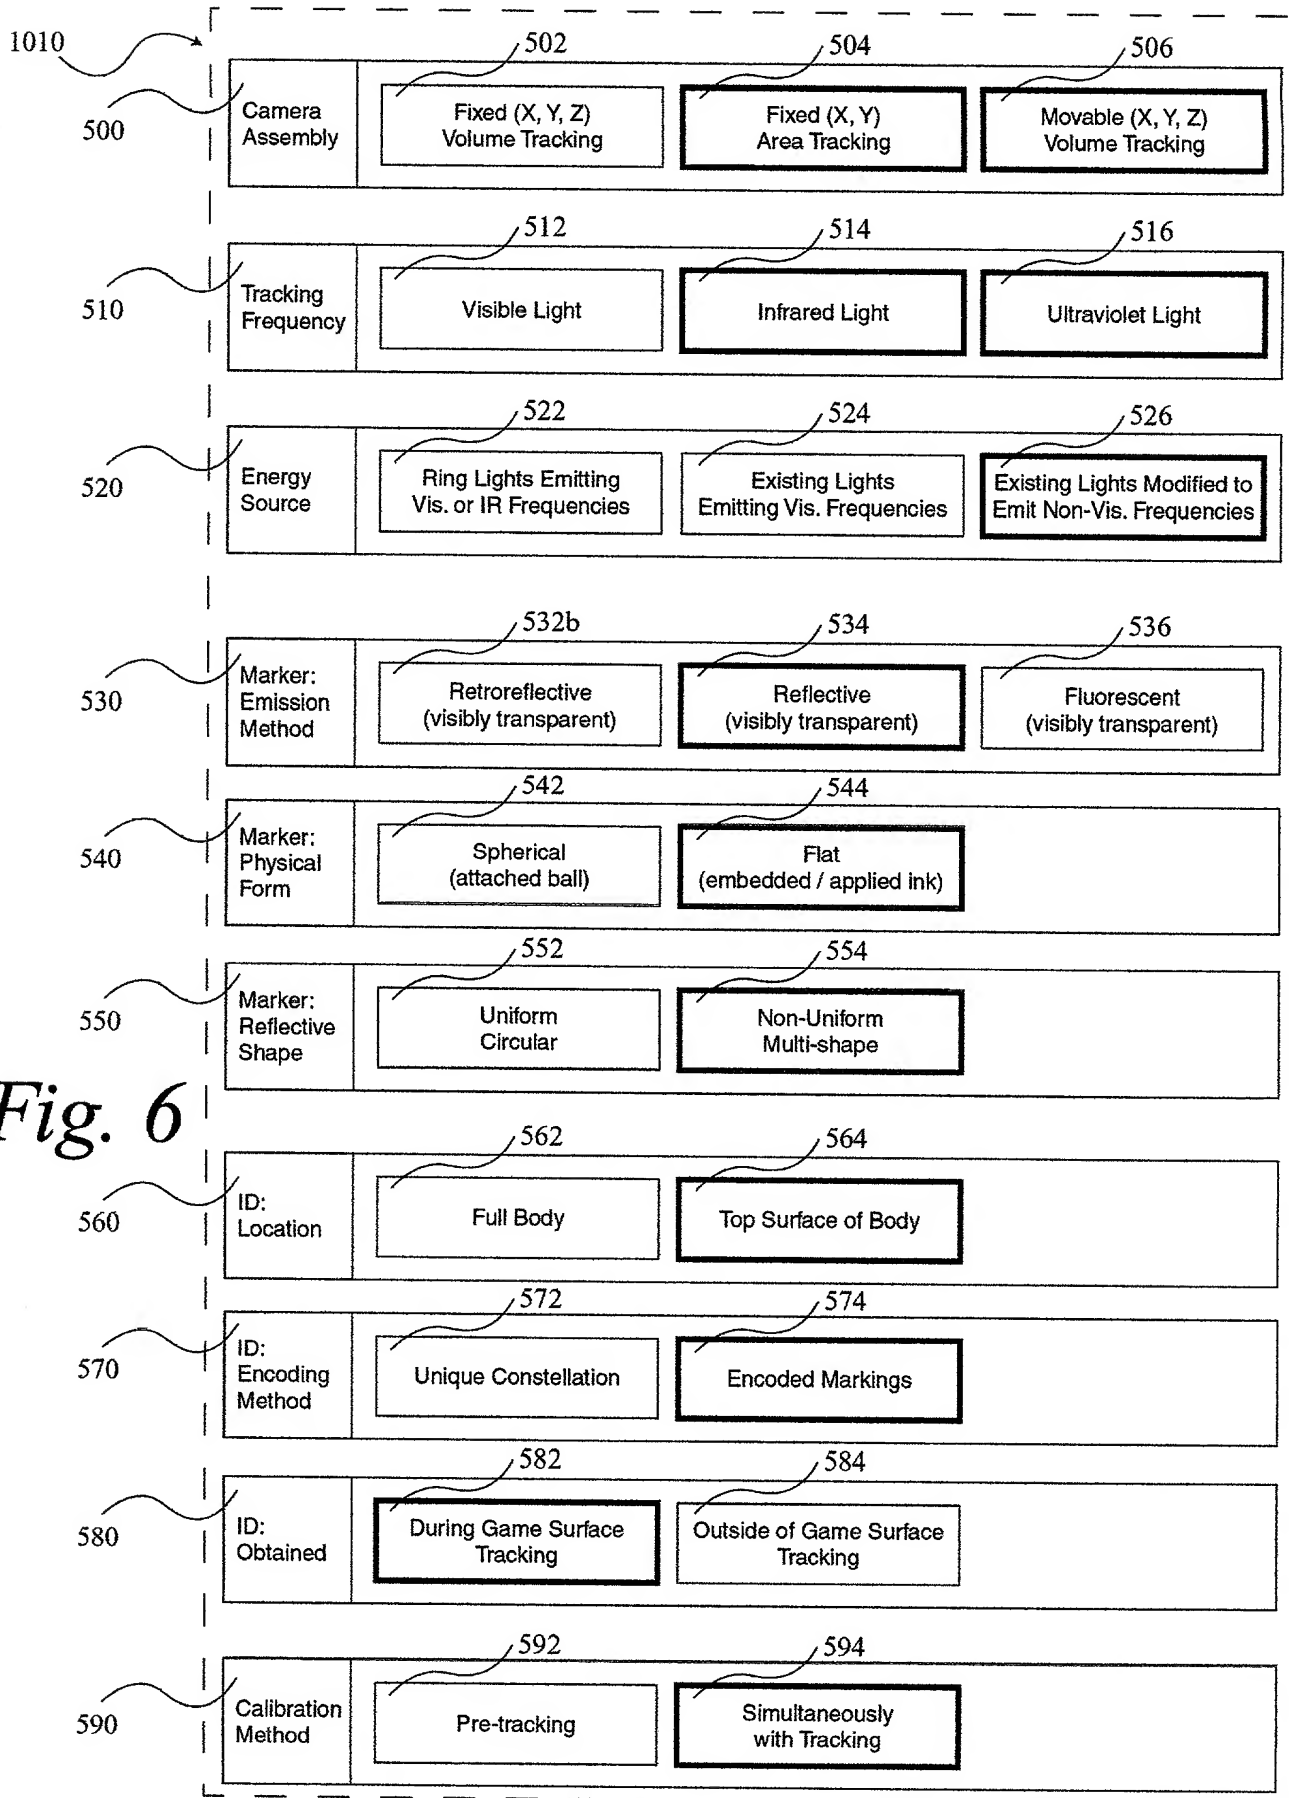 1010
502
504
506
500
Camera
Assembly
Fixed (X, Y, Z)
Volume Tracking
Fixed (X, Y)
Area Tracking
Movable (X, Y, Z)
Volume Tracking
512
514
516
510
Tracking
Frequency
Visible Light
Infrared Light
Ultraviolet Light
522
524
526
520
Energy
Source
Ring Lights Emitting
Vis. or IR Frequencies
Existing Lights
Emitting Vis. Frequencies
Existing Lights Modified to
Emit Non-Vis. Frequencies
532b
534
536
530
Marker:
Emission
Method
Retroreflective
(visibly transparent)
Reflective
(visibly transparent)
Fluorescent
(visibly transparent)
542
544
540
Marker:
Physical
Form
Spherical
(attached ball)
Flat
(embedded / applied ink)
552
554
550
Marker:
Reflective
Shape
Uniform
Circular
Non-Uniform
Multi-shape
Fig. 6
562
564
560
ID:
Location
Full Body
Top Surface of Body
572
574
570
ID:
Encoding
Method
Unique Constellation
Encoded Markings
582
584
580
ID:
Obtained
During Game Surface
Tracking
Outside of Game Surface
Tracking
592
594
590
Calibration
Method
Pre-tracking
Simultaneously
with Tracking